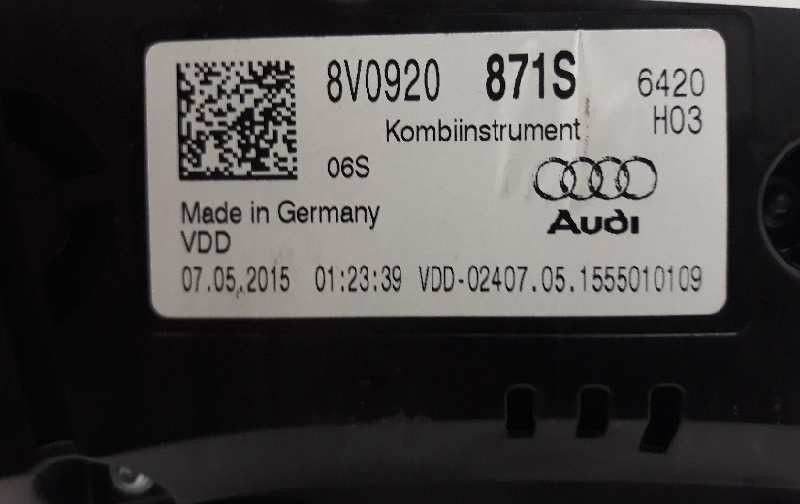 8V0920 871S 6420
Kombiinstrument H03
06S
Audi
Made in Germany
VDD
07.05.2015 01:23:39 VDD-02407.05.1555010109